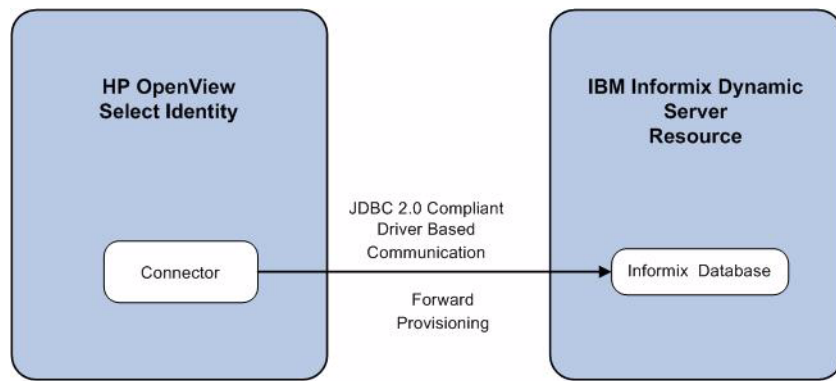 HP OpenView
Select Identity
IBM Informix Dynamic
Server
Resource
JDBC 2.0 Compliant
Driver Based
Communication
Connector
Informix Database
Forward
Provisioning